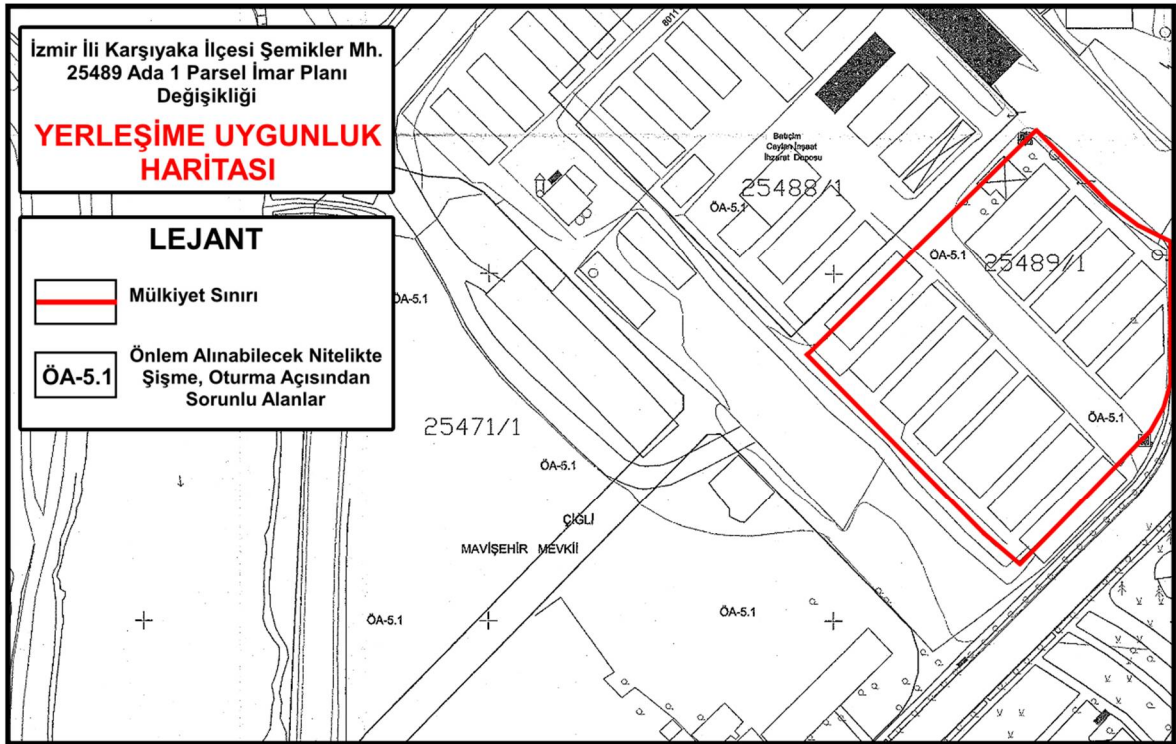 İzmir İli Karşıyaka İlçesi Şemikler Mh.
25489 Ada 1 Parsel İmar Planı
Değişikliği
YERLEŞİME UYGUNLUK
HARİTASI
LEJANT
Mülkiyet Sınırı
ÖA-5.1
Önlem Alınabilecek Nitelikte
Şişme, Oturma Açısından
Sorunlu Alanlar
Batıçim
İhzarat Deposu
25488/1
ÖA-5.1
ÖA-5.1
25489/1
ÖA-5.1
ÖA-5.1
25471/1
ÖA-5.1
ÇİĞLİ
MAVİŞEHİR MEVKİİ
ÖA-5.1
ÖA-5.1